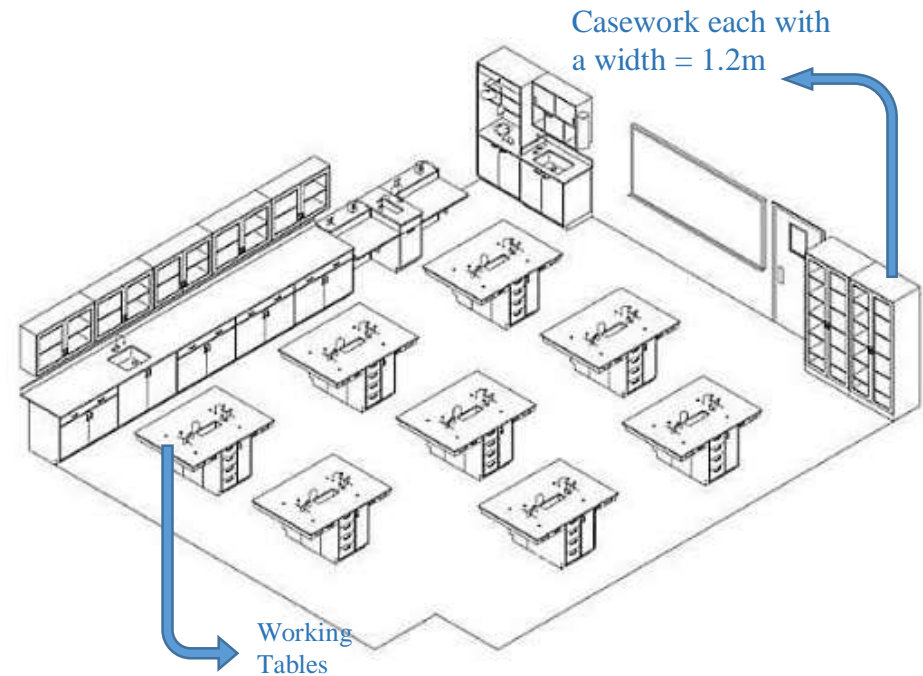 Casework each with
a width = 1.2m
Working
Tables